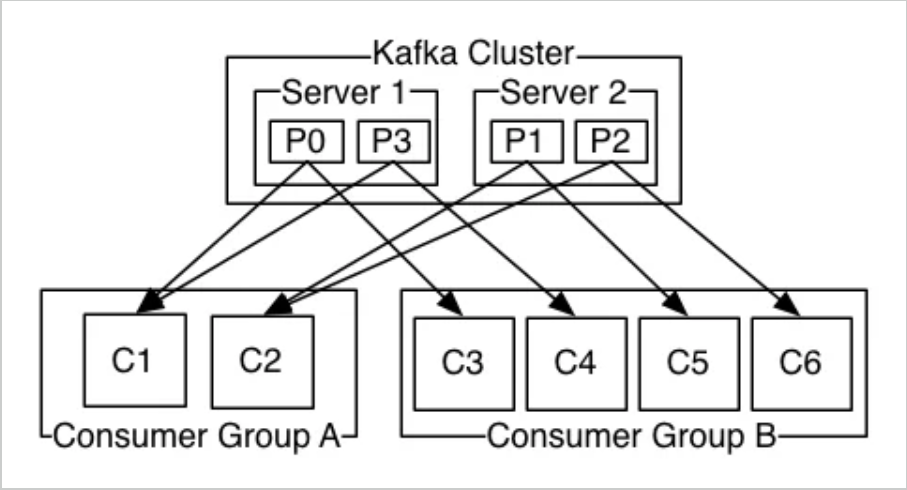 Kafka Cluster
Server 1 Server 2
P0 P3 P1 P2
C1 C2 C3 C4 C5 C6
Consumer Group A Consumer Group B